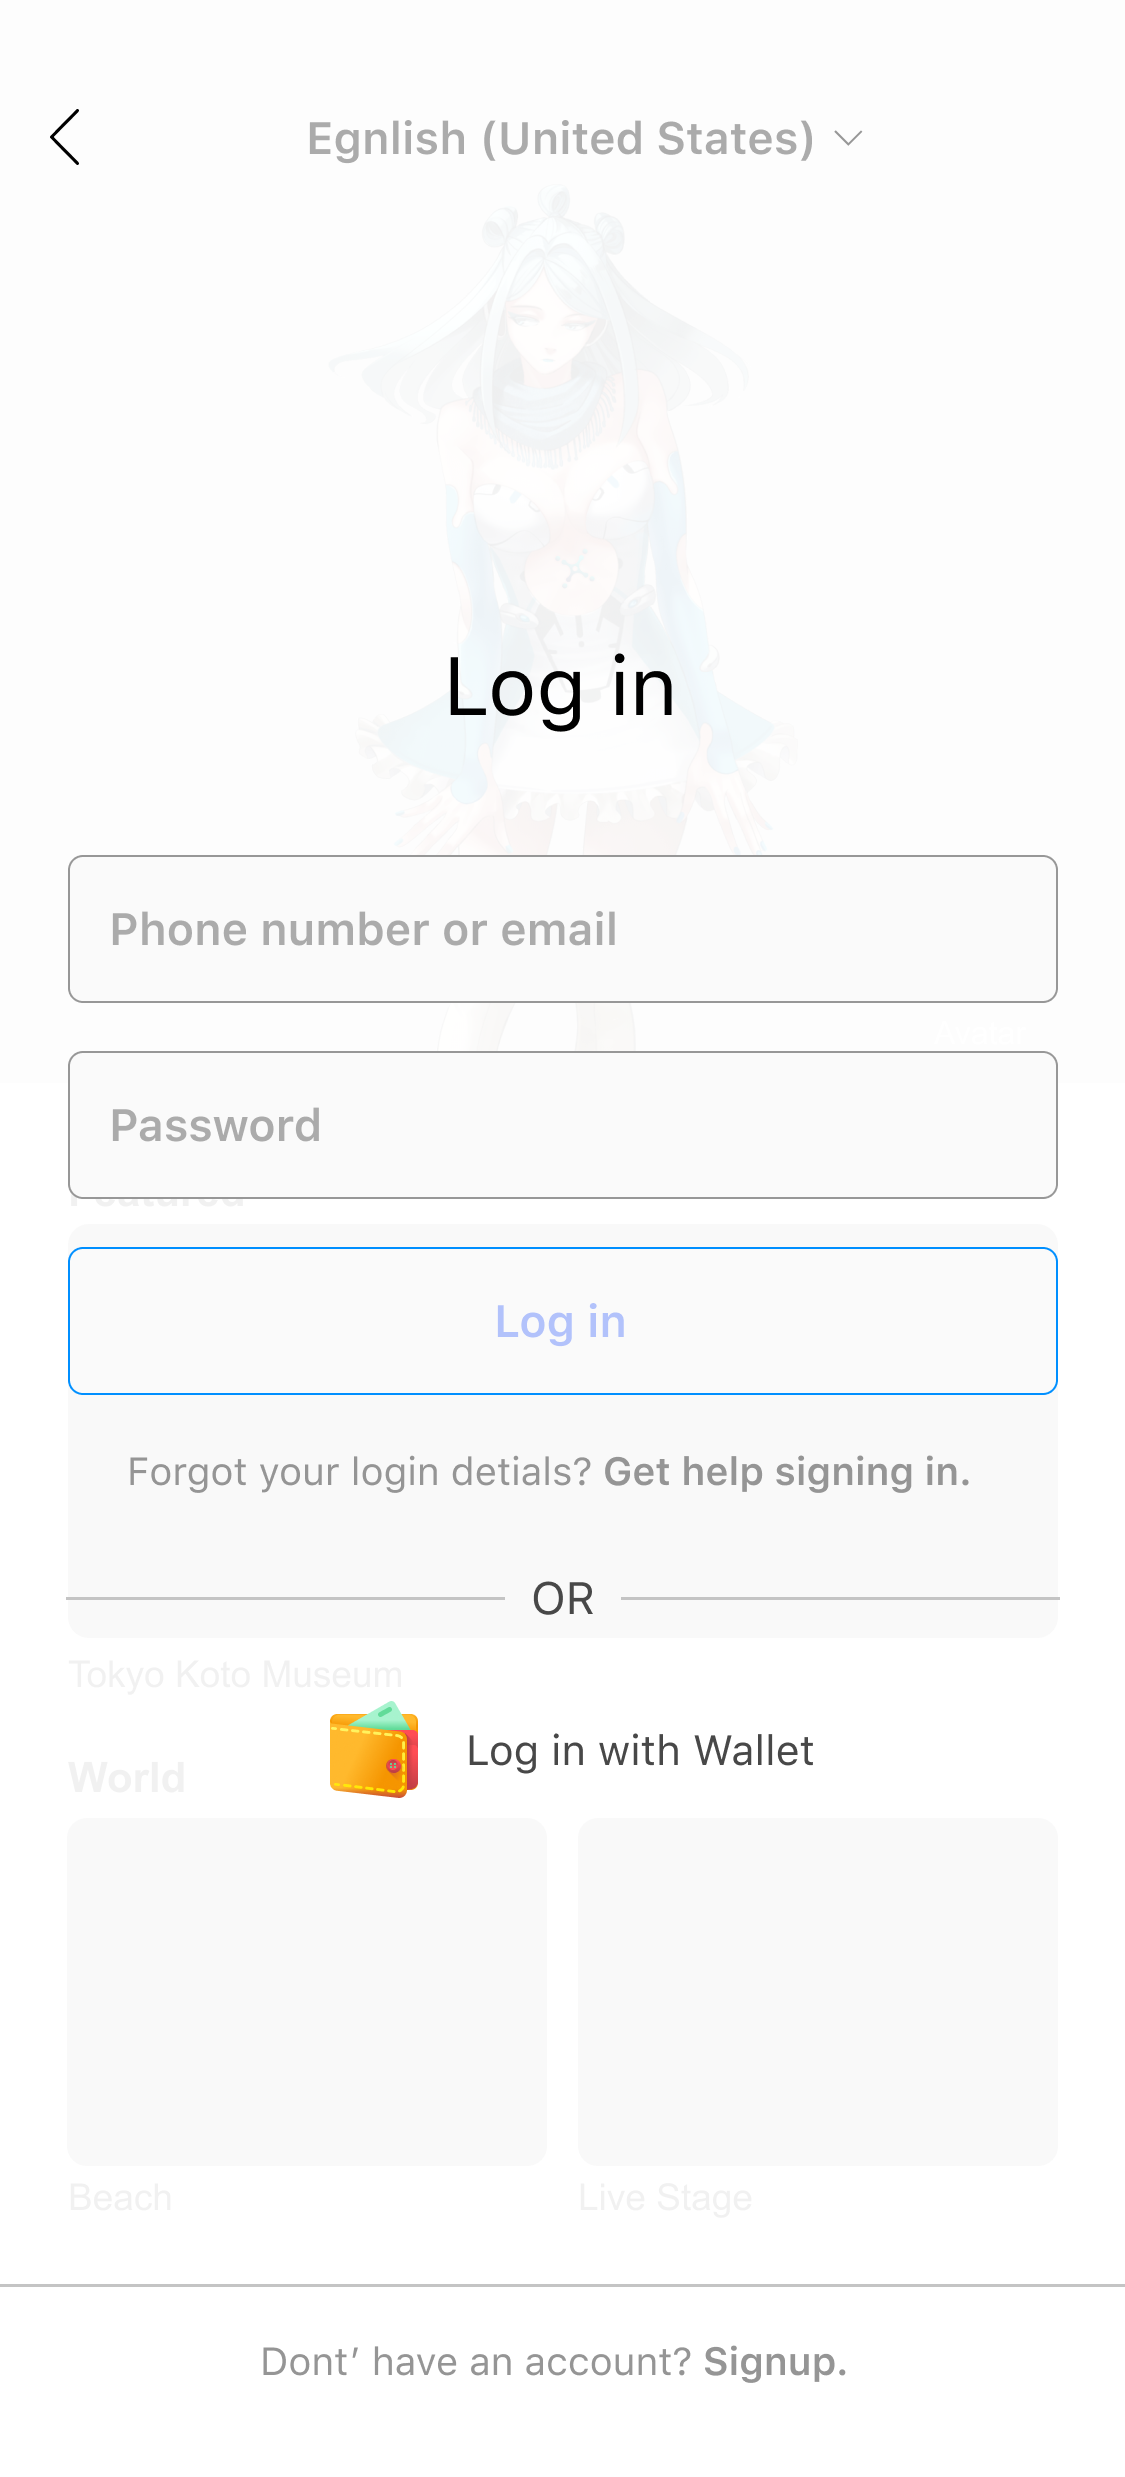 Egnlish (United States)
Log in
Phone number or email
Password
Featured
Log in
Forgot your login detials? Get help signing in.
OR
Tokyo Koto Museum
Log in with Wallet
World
Beach
Live Stage
Dont’ have an account? Signup.